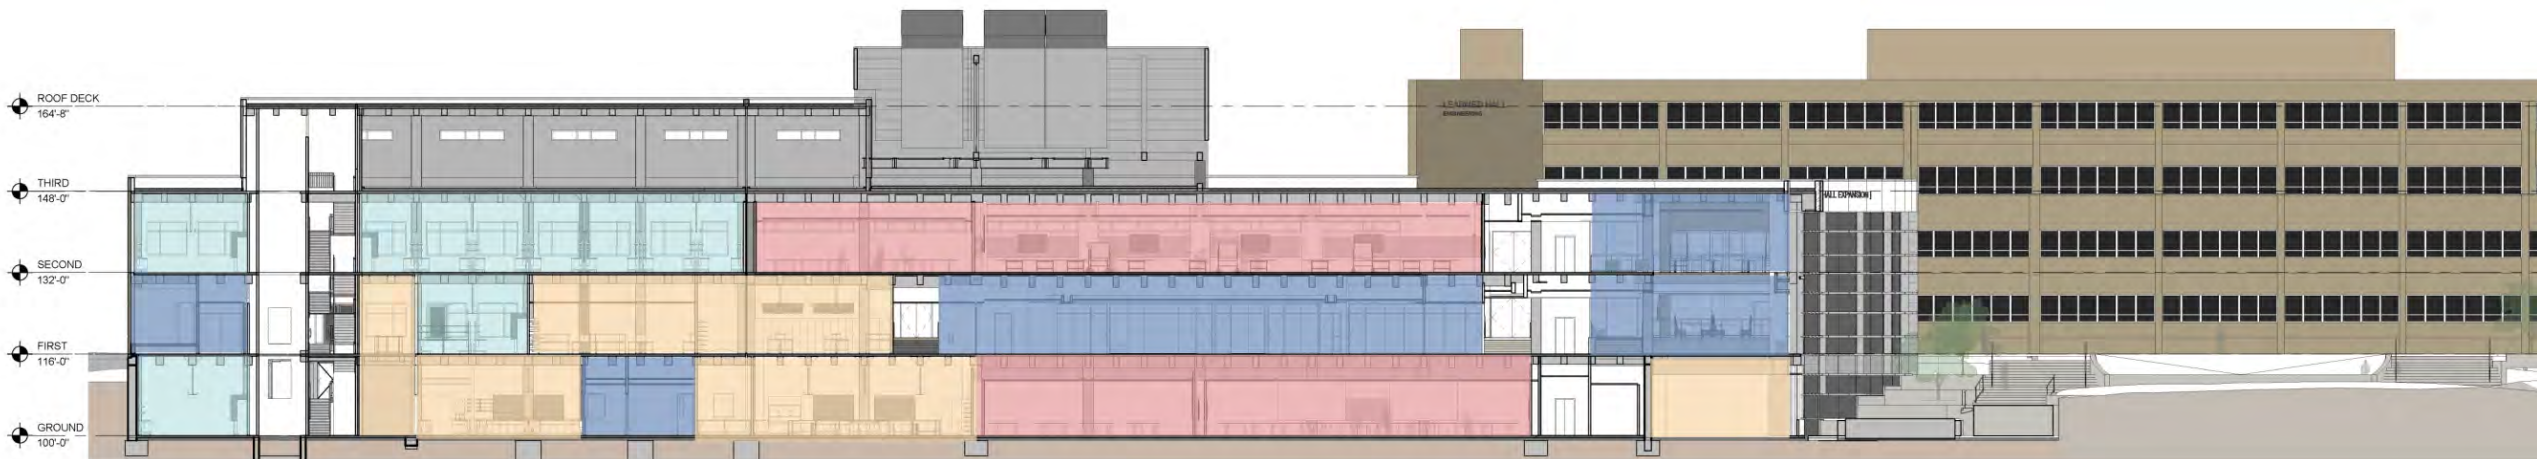 ROOF DECK
164'-8"
THIRD
148'-0"
SECOND
132'-0"
FIRST
116'-0"
GROUND
100'-0"
LEARNED HALL
ENGINEERING
HALL EXPANSION]